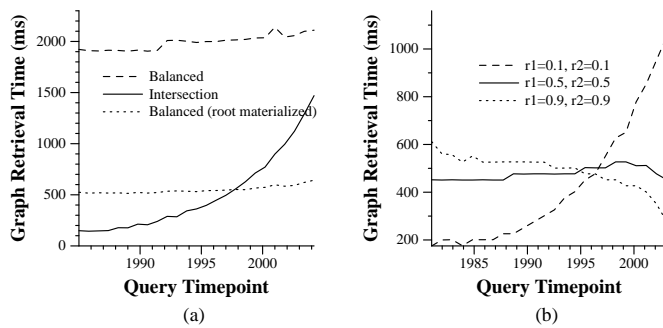 Graph Retrieval Time (ms)
2000
1500
1000
500
0
Balanced
Intersection
Balanced (root materialized)
1990
1995
2000
Query Timepoint
(a)
Graph Retrieval Time (ms)
1000
800
600
400
200
r1=0.1, r2=0.1
r1=0.5, r2=0.5
r1=0.9, r2=0.9
1985
1990
1995
2000
Query Timepoint
(b)